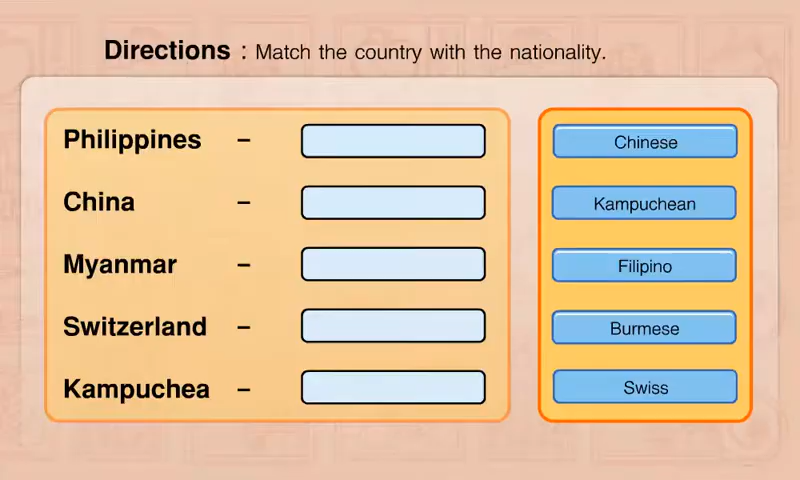 Directions : Match the country with the nationality.
Philippines –
Chinese
China –
Kampuchean
Myanmar –
Filipino
Switzerland –
Burmese
Kampuchea –
Swiss